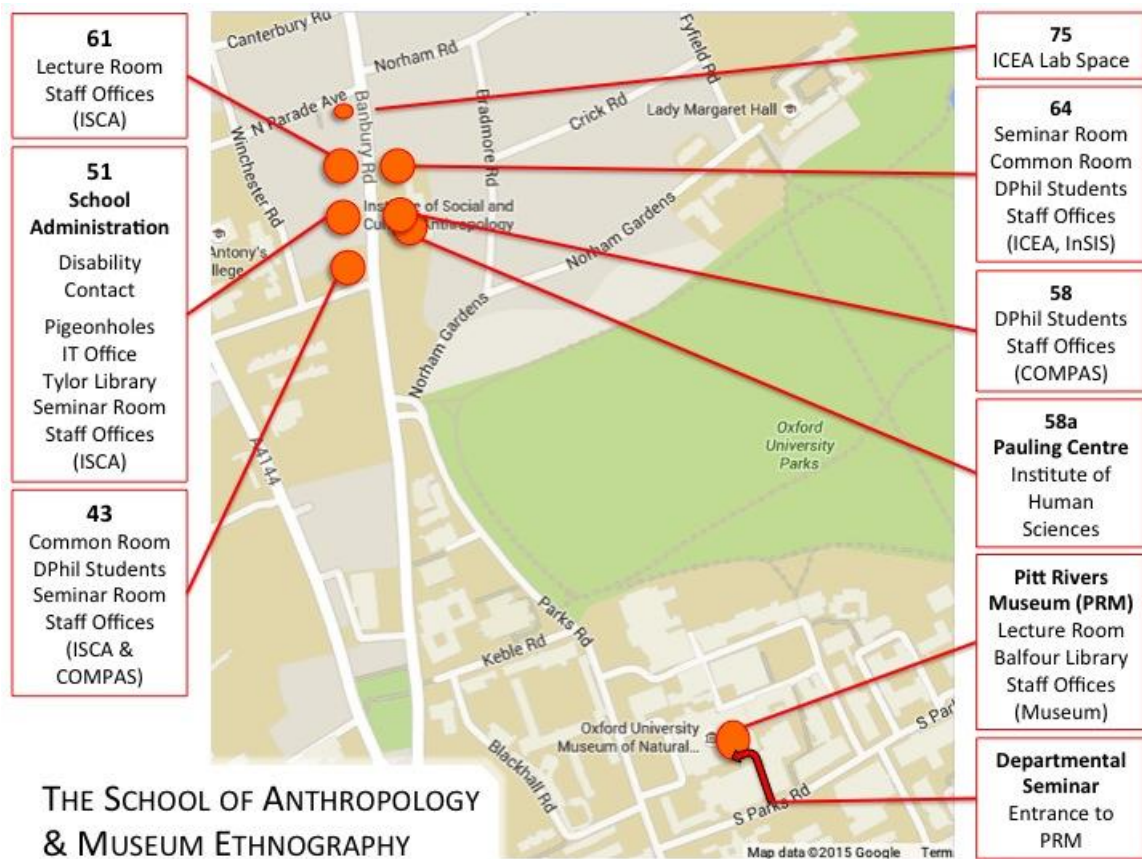 61
Lecture Room
Staff Offices
(ISCA)
51
School
Administration
Disability
Contact
Pigeonholes
IT Office
Tylor Library
Seminar Room
Staff Offices
(ISCA)
43
Common Room
DPhil Students
Seminar Room
Staff Offices
(ISCA &
COMPAS)
Canterbury Rd
Norham Rd
N Parade Ave
Banbury Rd
Bradmore Rd
Fyfield Rd
Crick Rd
Lady Margaret Hall
Winchester Rd
Institute of Social and
Cultural Anthropology
Antony's
llege
Norham Gardens
Norham Gardens
Oxford
University
Parks
A4144
Parks Rd
Keble Rd
Blackhall Rd
Oxford University
Museum of Natural...
S Parks Rd
S Park
Map data ©2015 Google
Term
75
ICEA Lab Space
64
Seminar Room
Common Room
DPhil Students
Staff Offices
(ICEA, InSIS)
58
DPhil Students
Staff Offices
(COMPAS)
58a
Pauling Centre
Institute of
Human
Sciences
Pitt Rivers
Museum (PRM)
Lecture Room
Balfour Library
Staff Offices
(Museum)
Departmental
Seminar
Entrance to
PRM
THE SCHOOL OF ANTHROPOLOGY
& MUSEUM ETHNOGRAPHY